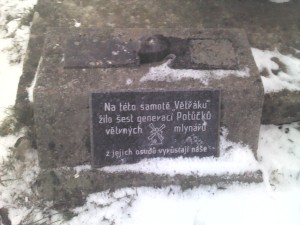 Na této samotě „Větřáku"
žilo šest generací Potůčků
větrných mlynářů
z jejich osudů vyrůstají naše